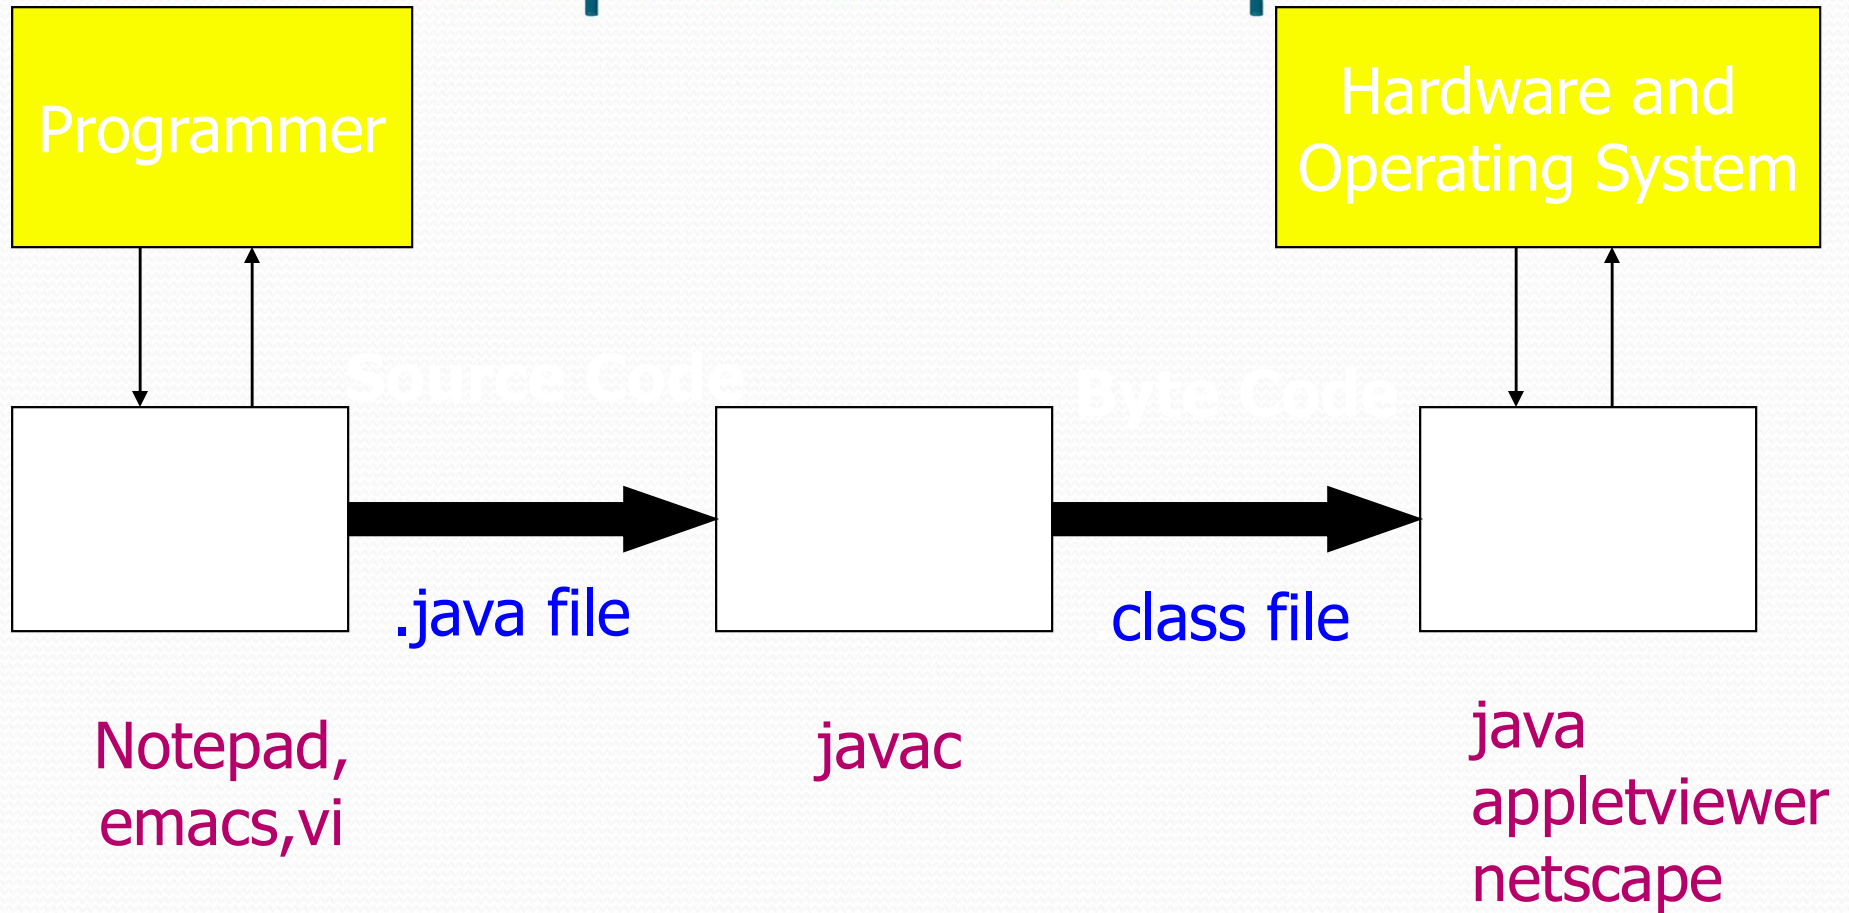 Programmer
Hardware and
Operating System
Source Code
Byte Code
.java file
class file
Notepad,
emacs,vi
javac
java
appletviewer
netscape